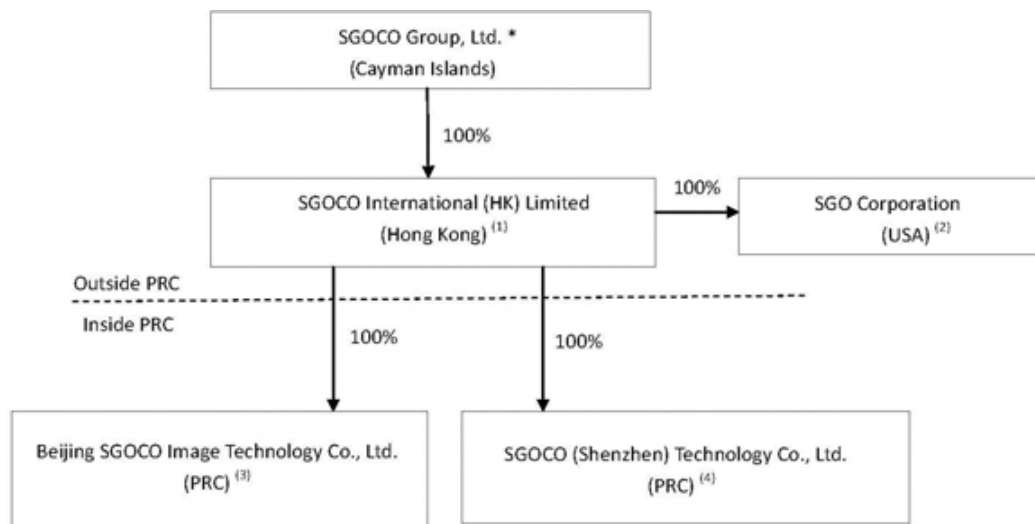 SGOCO Group, Ltd. *
(Cayman Islands)
100%
SGOCO International (HK) Limited
(Hong Kong) (1)
100%
SGO Corporation
(USA) (2)
Outside PRC
Inside PRC
100%
100%
Beijing SGOCO Image Technology Co., Ltd.
(PRC) (3)
SGOCO (Shenzhen) Technology Co., Ltd.
(PRC) (4)